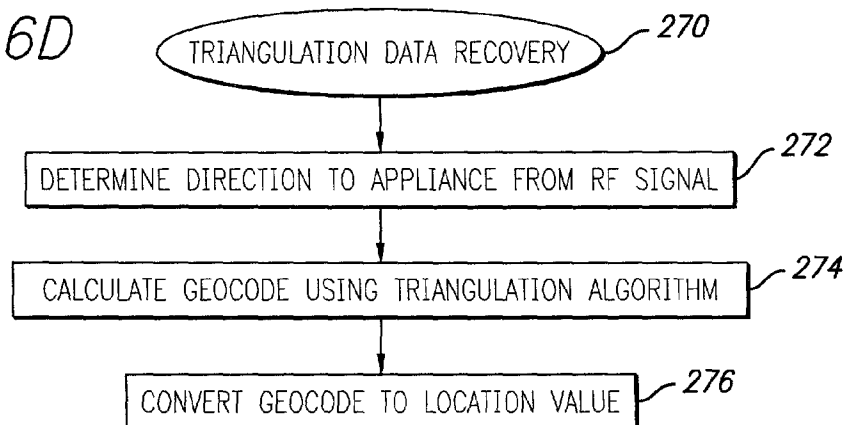 6D
TRIANGULATION DATA RECOVERY
270
272
DETERMINE DIRECTION TO APPLIANCE FROM RF SIGNAL
274
CALCULATE GEOCODE USING TRIANGULATION ALGORITHM
276
CONVERT GEOCODE TO LOCATION VALUE